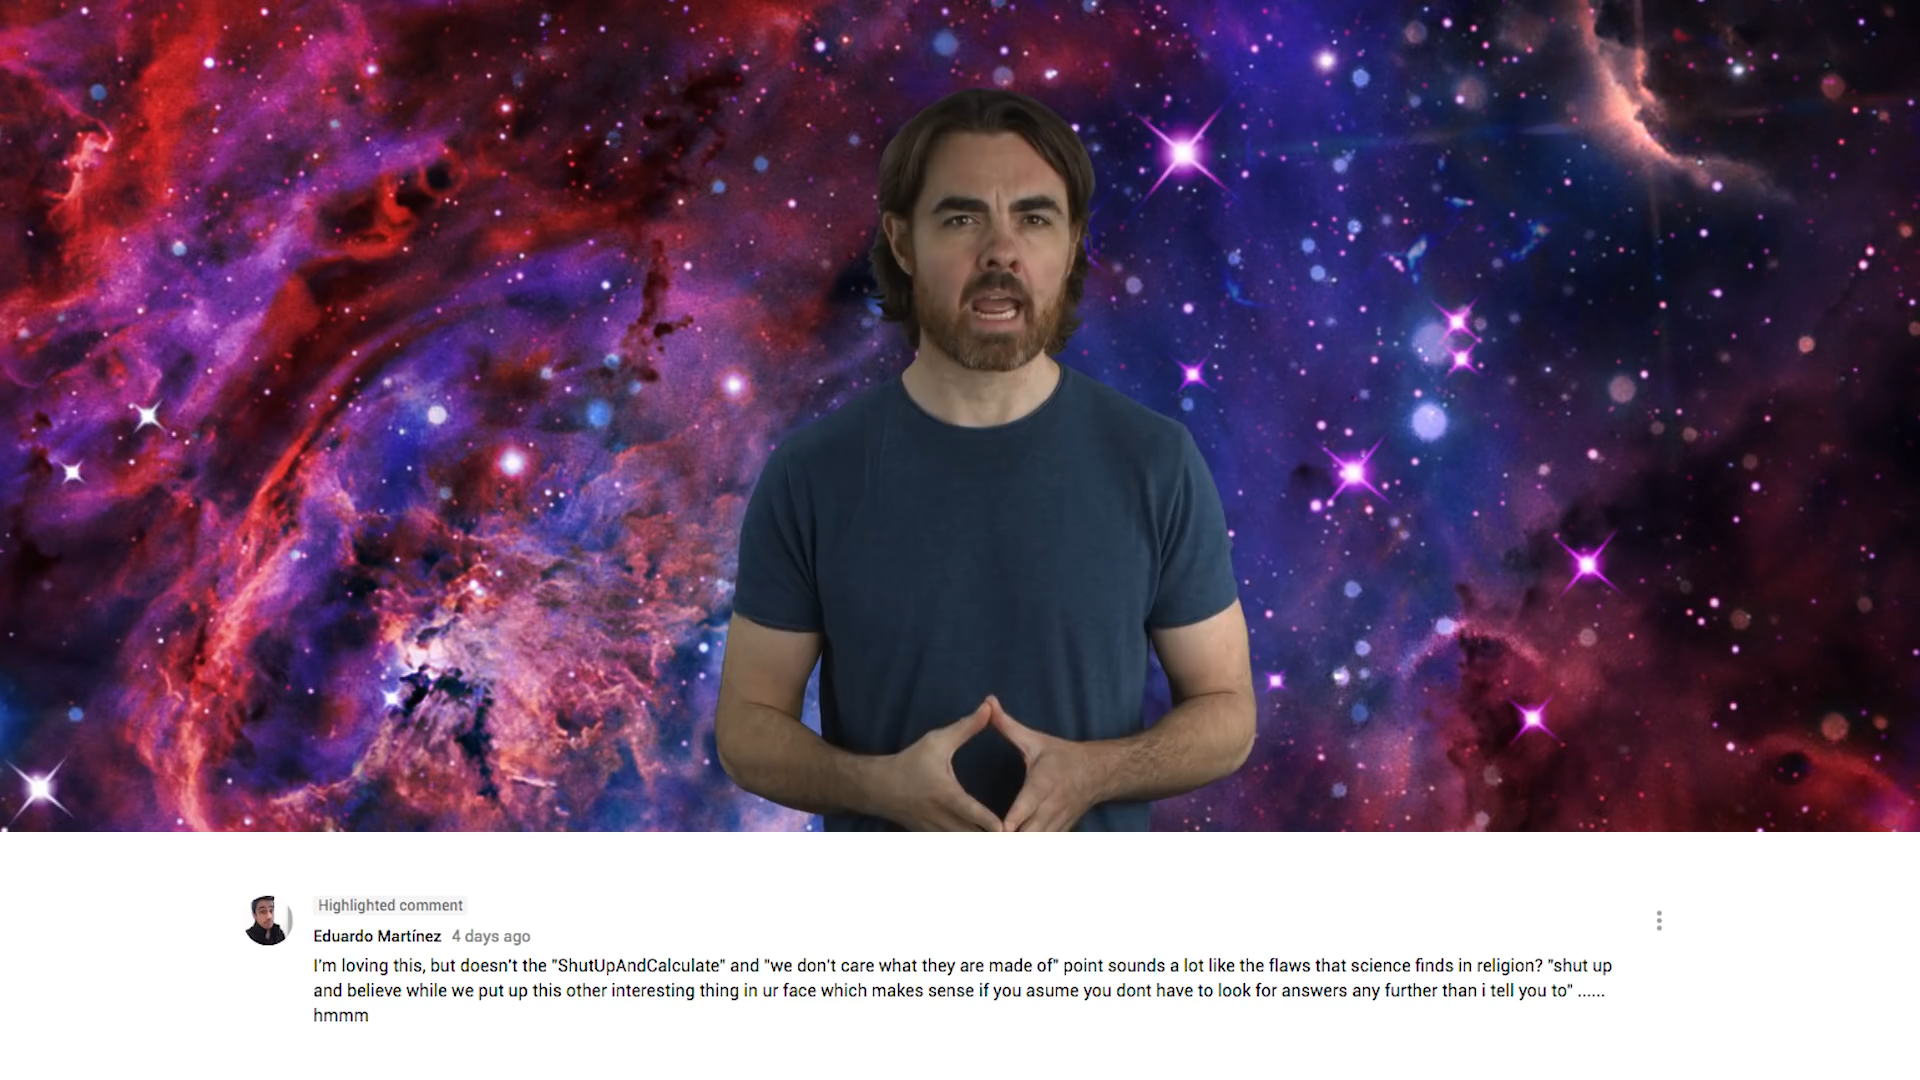 Highlighted comment
Eduardo Martínez 4 days ago
I'm loving this, but doesn't the "ShutUpAndCalculate" and "we don't care what they are made of" point sounds a lot like the flaws that science finds in religion? "shut up
and believe while we put up this other interesting thing in ur face which makes sense if you asume you dont have to look for answers any further than i tell you to" ......
hmmm